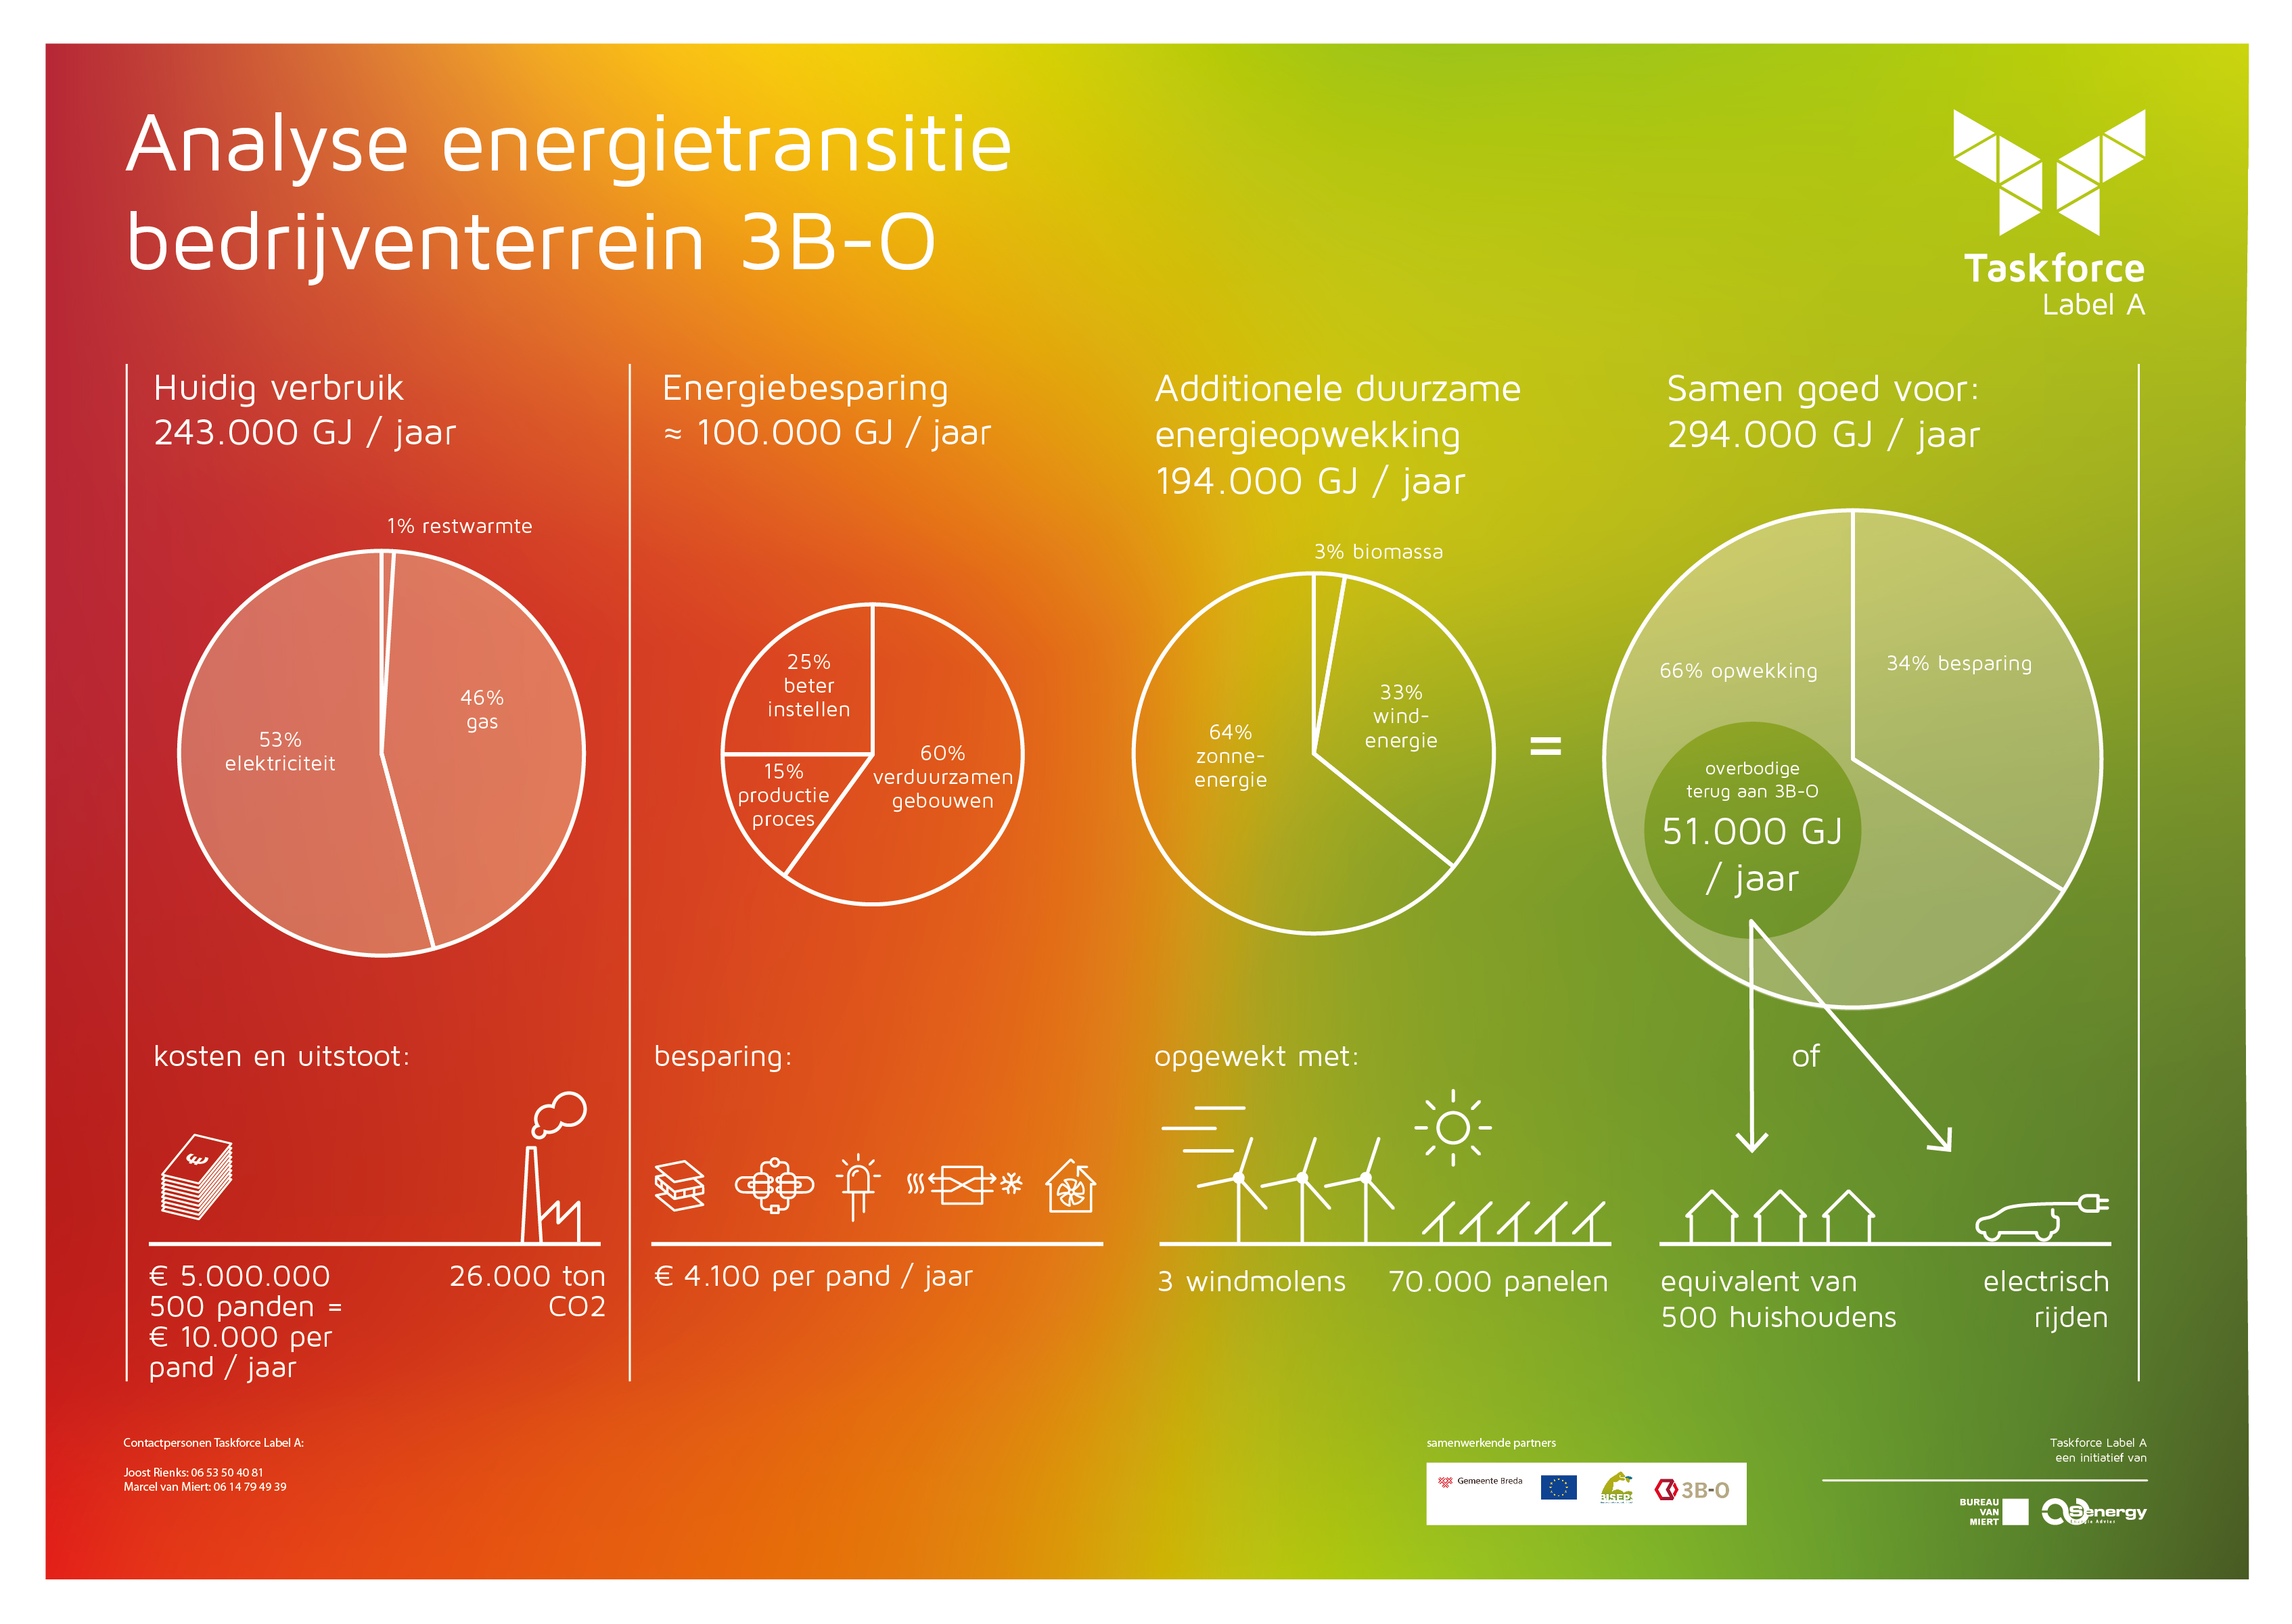 Analyse energietransitie
bedrijventerrein 3B-O
Taskforce
Label A
Huidig verbruik
243.000 GJ / jaar
1% restwarmte
46%
gas
53%
elektriciteit
kosten en uitstoot:
€ 5.000.000
500 panden =
€ 10.000 per
pand / jaar
26.000 ton
CO2
Energiebesparing
≈ 100.000 GJ / jaar
25%
beter
instellen
15%
productie
proces
60%
verduurzamen
gebouwen
besparing:
€ 4.100 per pand / jaar
Additionele duurzame
energieopwekking
194.000 GJ / jaar
3% biomassa
33%
wind-
energie
64%
zonne-
energie
opgewekt met:
3 windmolens
70.000 panelen
=
Samen goed voor:
294.000 GJ / jaar
66% opwekking
34% besparing
overbodige
terug aan 3B-O
51.000 GJ
/ jaar
of
equivalent van
500 huishoudens
electrisch
rijden
Contactpersonen Taskforce Label A:
Joost Rienks: 06 53 50 40 81
Marcel van Miert: 06 14 79 49 39
samenwerkende partners
Gemeente Breda
BISEPS
3B-O
Taskforce Label A
een initiatief van
BUREAU
VAN
MIERT
Senergy